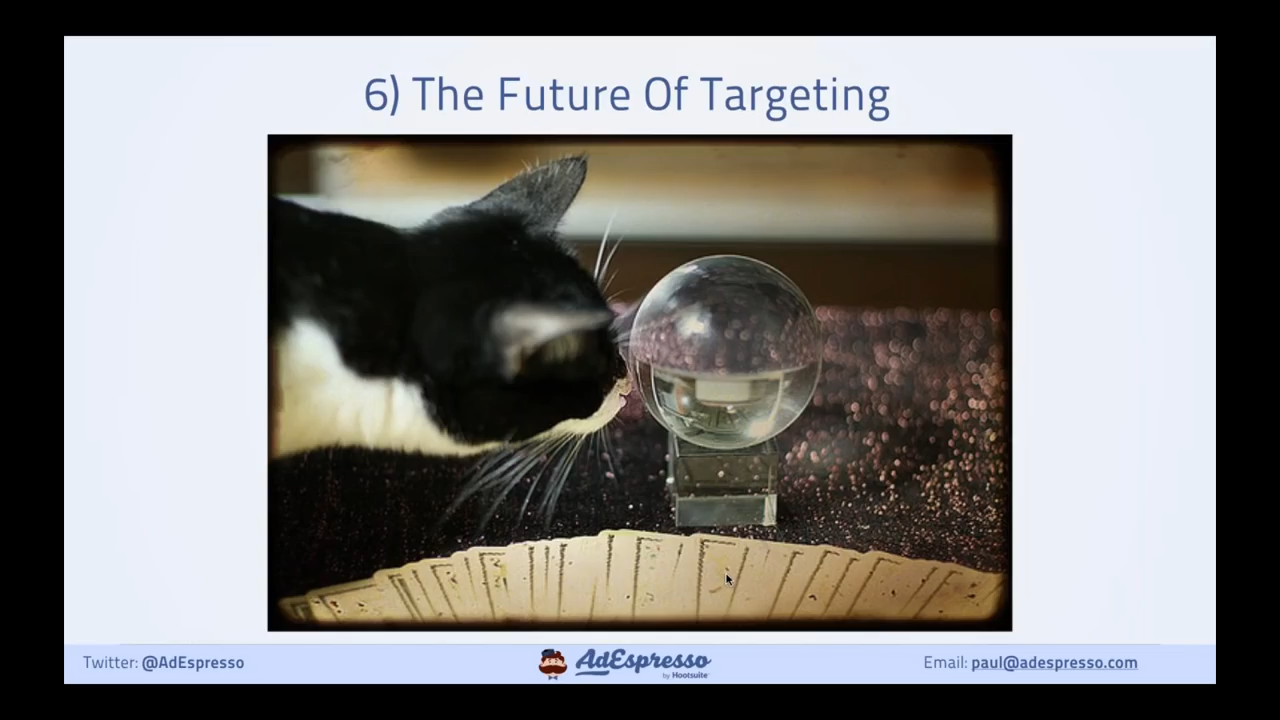 6) The Future Of Targeting
Twitter: @AdEspresso
AdEspresso
by Hootsuite
Email: paul@adespresso.com